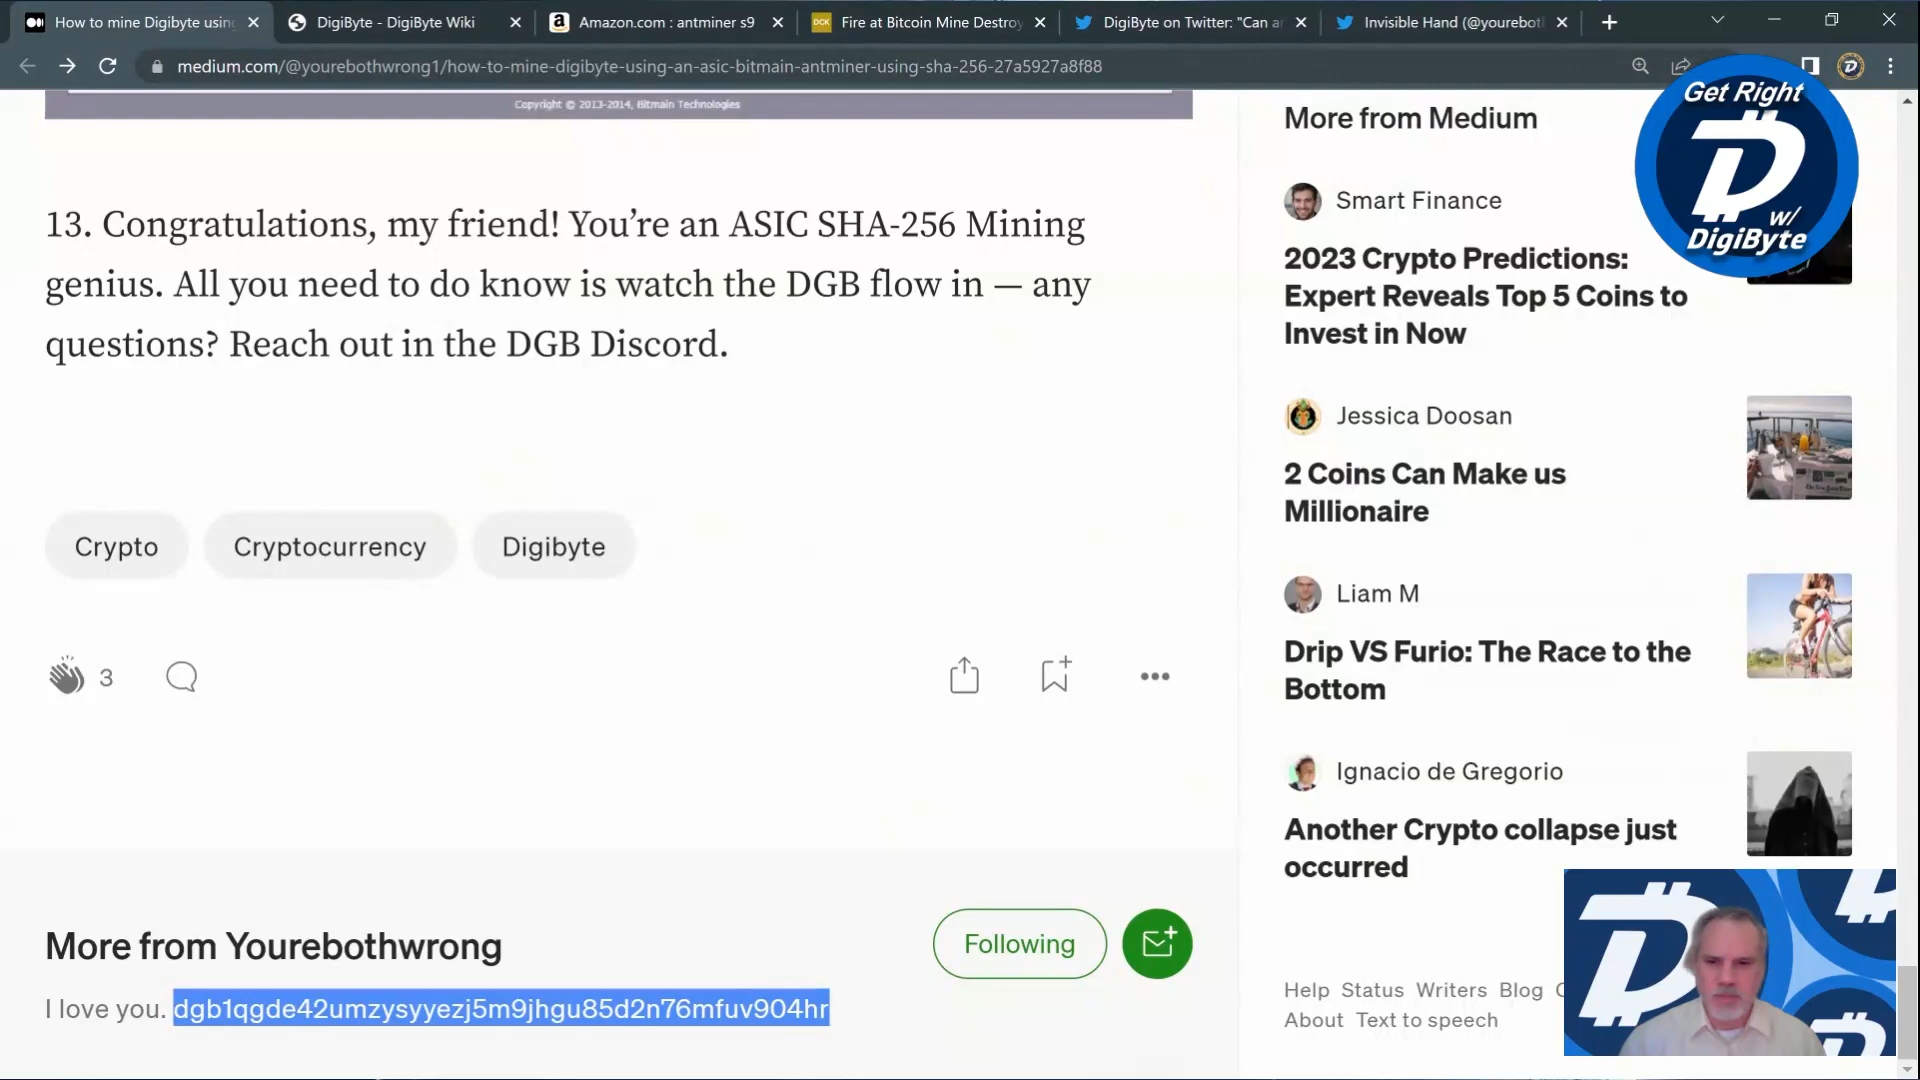 How to mine Digibyte using
DigiByte - DigiByte Wiki
Amazon.com : antminer s9
Fire at Bitcoin Mine Destroy
DigiByte on Twitter: "Can an
Invisible Hand (@yourebot
medium.com/@yourebothwrong1/how-to-mine-digibyte-using-an-asic-bitmain-antminer-using-sha-256-27a5927a8f88
Get Right
w/
DigiByte
Copyright © 2013-2014, Bitmain Technologies
13. Congratulations, my friend! You're an ASIC SHA-256 Mining
genius. All you need to do know is watch the DGB flow in — any
questions? Reach out in the DGB Discord.
Crypto
Cryptocurrency
Digibyte
3
More from Yourebothwrong
Following
I love you. dgb1qgde42umzysyyezj5m9jhgu85d2n76mfuv904hr
More from Medium
Smart Finance
2023 Crypto Predictions:
Expert Reveals Top 5 Coins to
Invest in Now
Jessica Doosan
2 Coins Can Make us
Millionaire
Liam M
Drip VS Furio: The Race to the
Bottom
Ignacio de Gregorio
Another Crypto collapse just
occurred
Help Status Writers Blog
About Text to speech